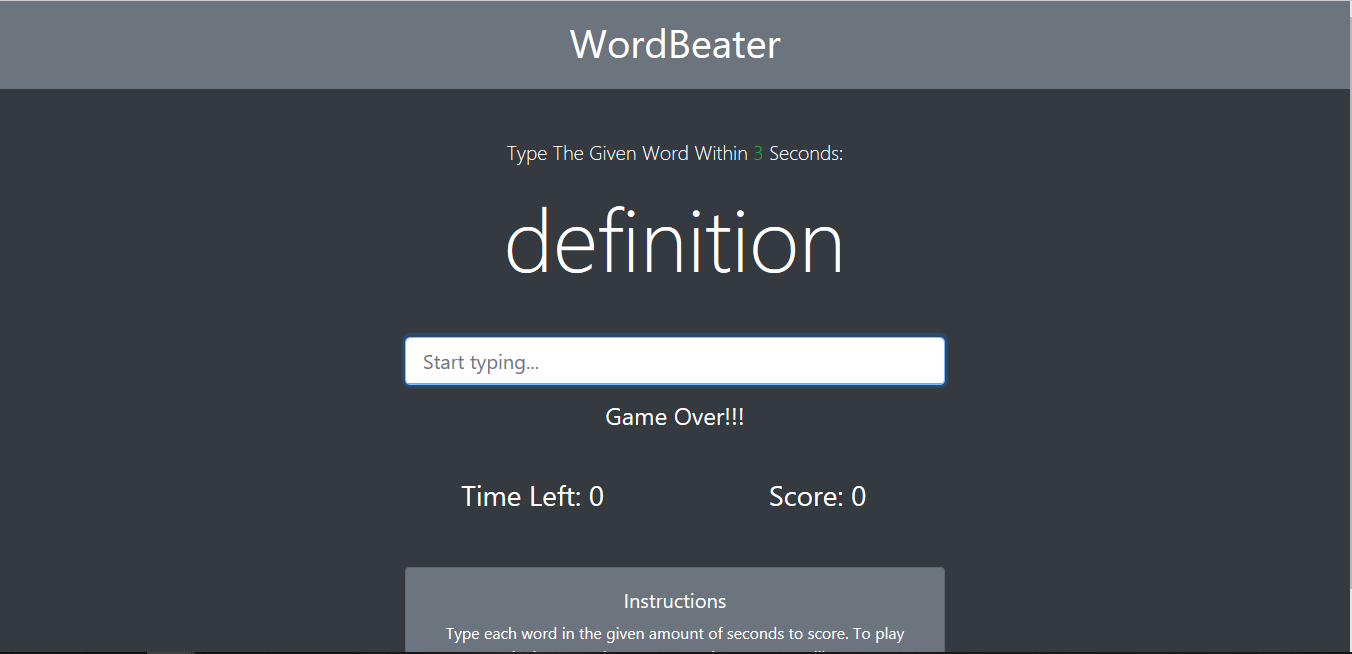 WordBeater
Type The Given Word Within 3 Seconds:
definition
Start typing...
Game Over!!!
Time Left: 0 Score: 0
Instructions
Type each word in the given amount of seconds to score. To play